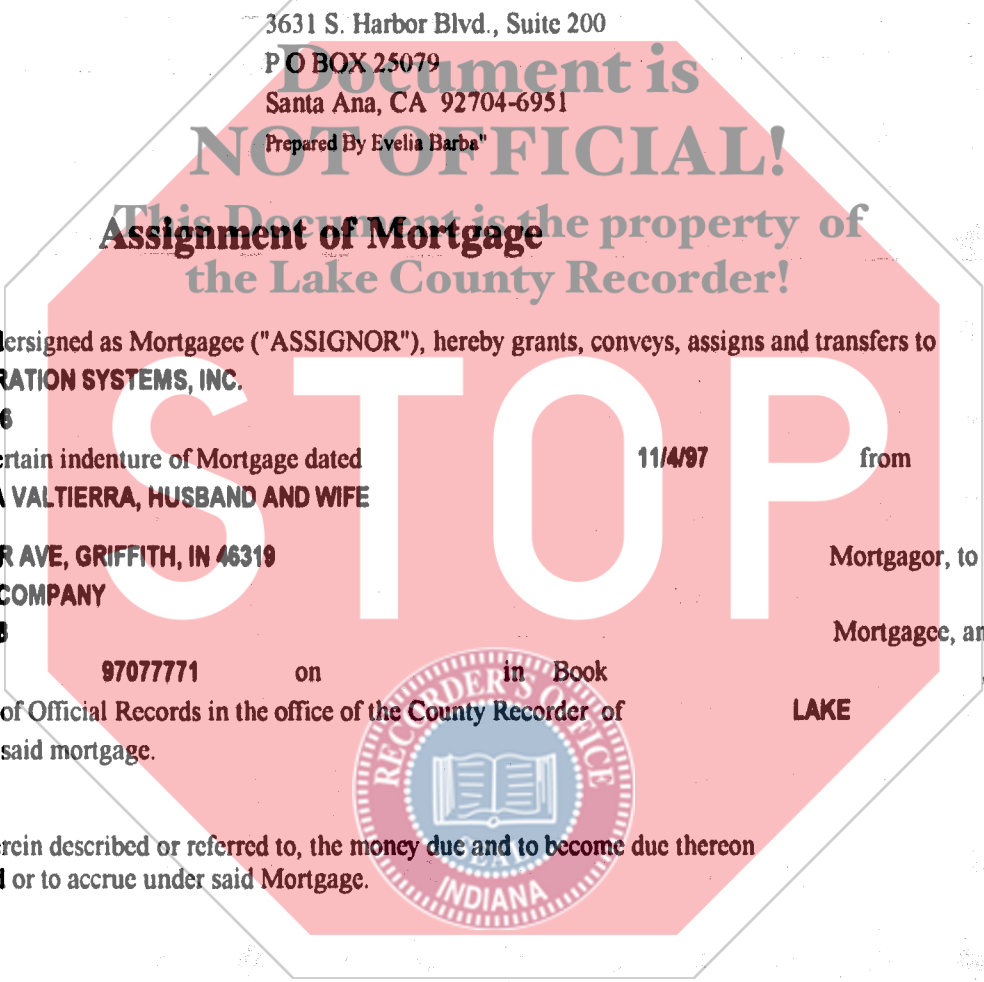 3631 S. Harbor Blvd., Suite 200
P O BOX 25079
Santa Ana, CA 92704-6951
Prepared By Evelia Barba"
Document is
NOT OFFICIAL!
This Document is the property of
the Lake County Recorder!
Assignment of Mortgage
dersigned as Mortgagee ("ASSIGNOR"), hereby grants, conveys, assigns and transfers to
RATION SYSTEMS, INC.
6
ertain indenture of Mortgage dated 11/4/97 from
A VALTIERRA, HUSBAND AND WIFE
R AVE, GRIFFITH, IN 46319 Mortgagor, to
COMPANY
Mortgagee, an
97077771 on in Book
of Official Records in the office of the County Recorder of LAKE
said mortgage.
rein described or referred to, the money due and to become due thereon
d or to accrue under said Mortgage.
STOP
RECORDER'S OFFICE
SEAL
INDIANA